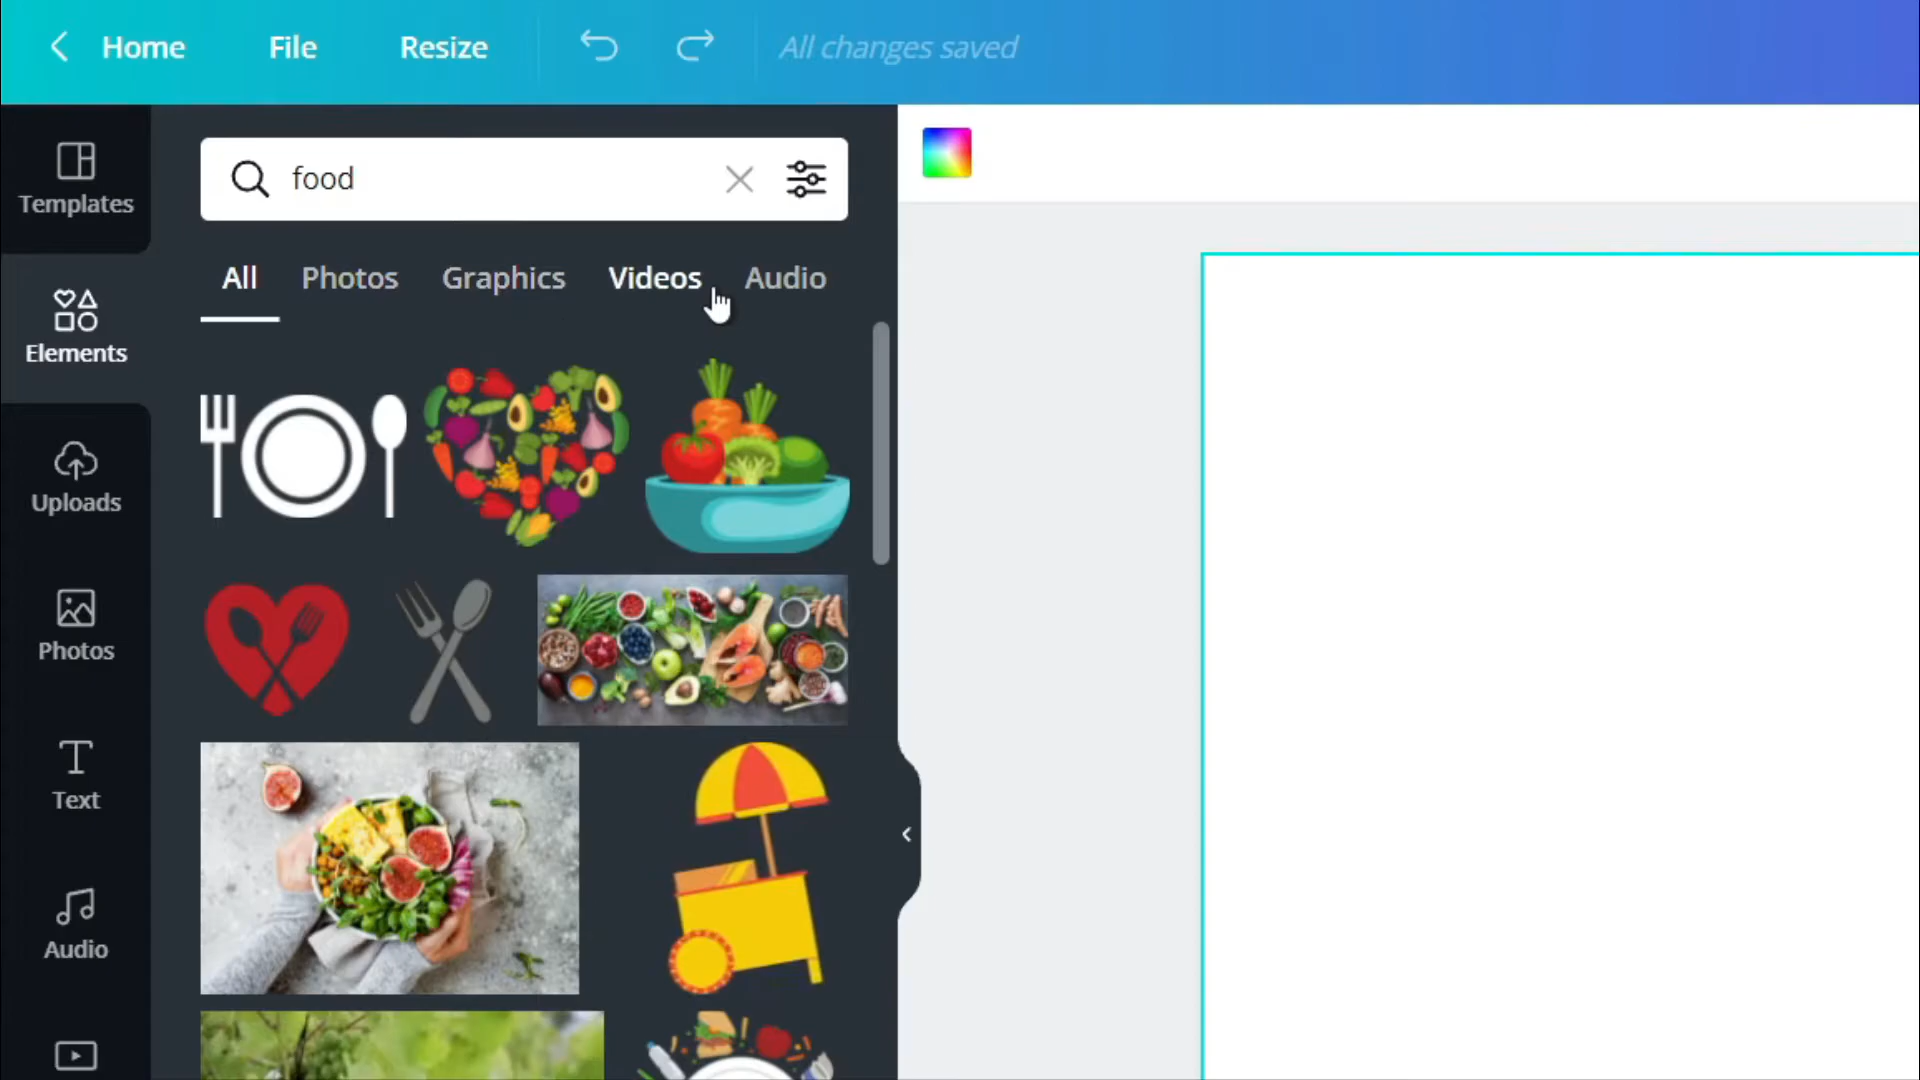 Home File Resize All changes saved
Templates
Elements
Uploads
Photos
Text
Audio
food
All Photos Graphics Videos Audio